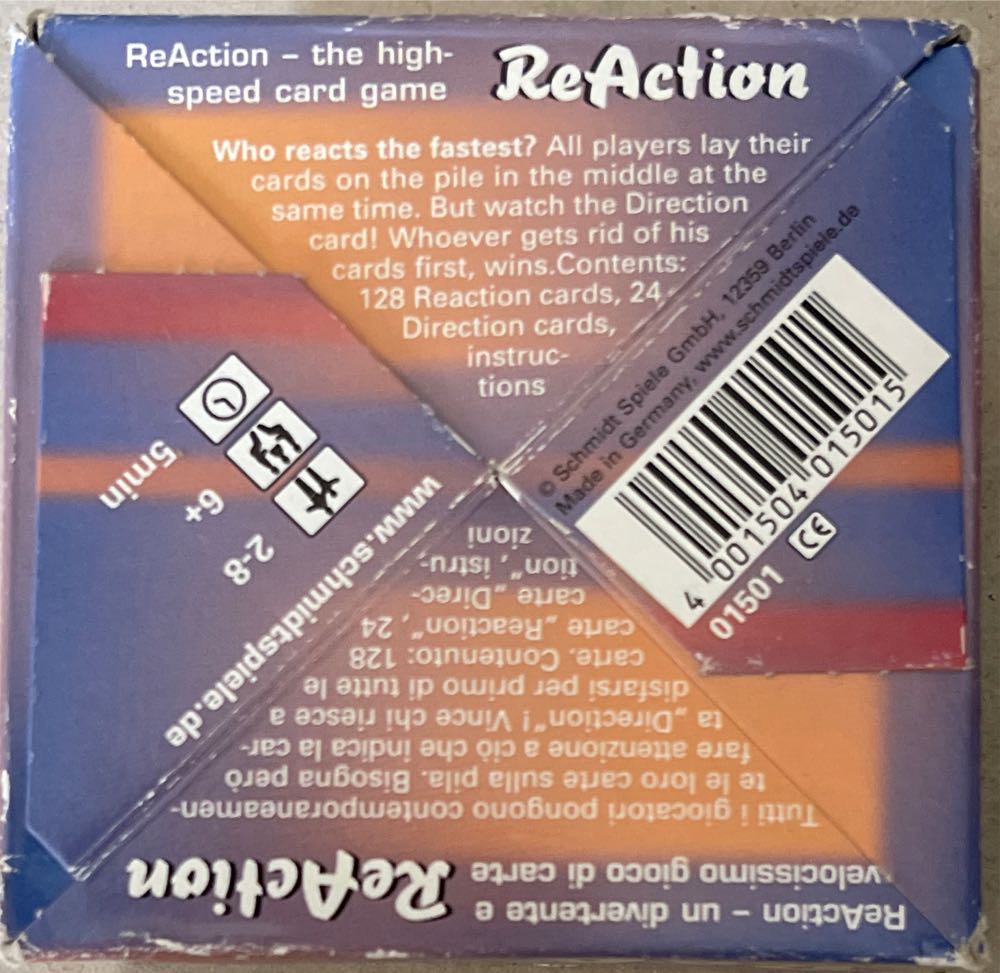 ReAction – the high-
speed card game
ReAction
Who reacts the fastest? All players lay their
cards on the pile in the middle at the
same time. But watch the Direction
card! Whoever gets rid of his
cards first, wins.Contents:
128 Reaction cards, 24
Direction cards,
instruc-
tions
© Schmidt Spiele GmbH, 12359 Berlin
Made in Germany, www.schmidtspiele.de
4 001504 015015
01501 CE
5min
6+
2-8
www.schmidtspiele.de
ReAction – un divertente e
velocissimo gioco di carte
ReAction
Tutti i giocatori pongono contemporaneamen-
te le loro carte sulla pila. Bisogna però
fare attenzione a ciò che indica la car-
ta „Direction"! Vince chi riesce a
disfarsi per primo di tutte le
carte. Contenuto: 128
carte „Reaction", 24
carte „Direc-
tion", istru-
zioni